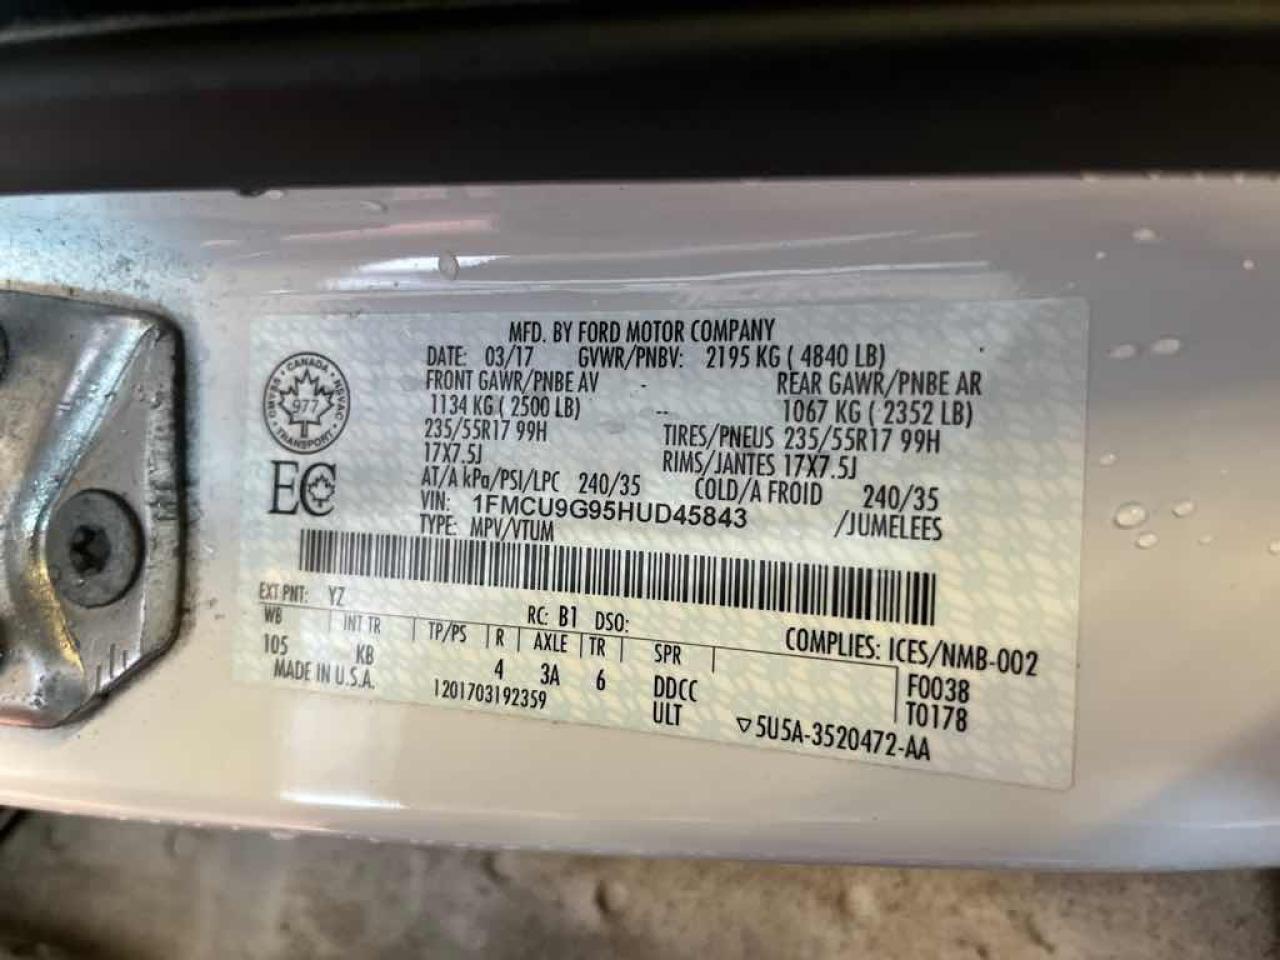 MFD. BY FORD MOTOR COMPANY
DATE: 03/17 GVWR/PNBV: 2195 KG ( 4840 LB)
FRONT GAWR/PNBE AV - REAR GAWR/PNBE AR
1134 KG ( 2500 LB) -- 1067 KG ( 2352 LB)
235/55R17 99H TIRES/PNEUS 235/55R17 99H
17X7.5J RIMS/JANTES 17X7.5J
AT/A kPa/PSI/LPC 240/35 COLD/A FROID 240/35
VIN: 1FMCU9G95HUD45843 /JUMELEES
TYPE: MPV/VTUM
CANADA
977
TRANSPORT
NSVAC
CMVSS
EC
EXT PNT: YZ RC: B1 DSO:
COMPLIES: ICES/NMB-002
WB INT TR TP/PS R AXLE TR SPR
105 KB 4 3A 6 DDCC F0038
MADE IN U.S.A. 1201703192359 ULT T0178
▽5U5A-3520472-AA